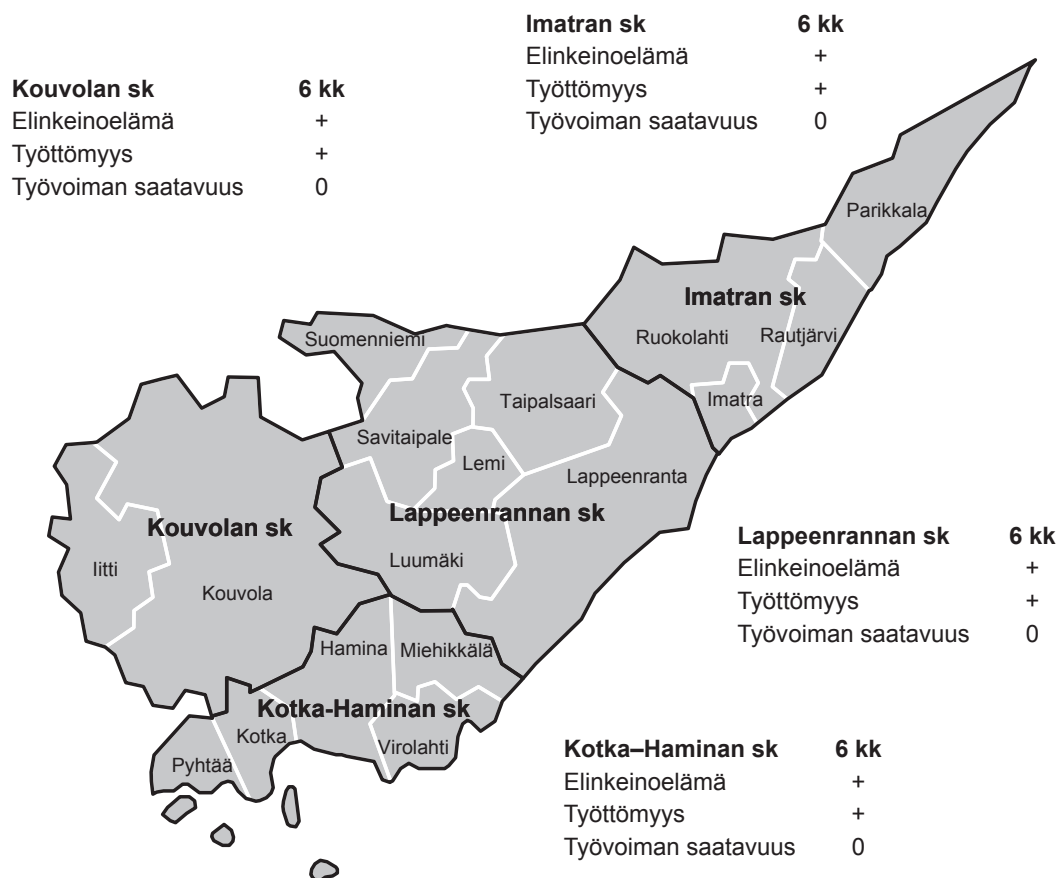 Imatran sk 6 kk
Elinkeinoelämä +
Työttömyys +
Työvoiman saatavuus 0
Kouvolan sk 6 kk
Elinkeinoelämä +
Työttömyys +
Työvoiman saatavuus 0
Parikkala
Imatran sk
Ruokolahti
Rautjärvi
Imatra
Suomenniemi
Taipalsaari
Savitaipale
Lemi
Lappeenranta
Lappeenrannan sk
Luumäki
Kouvolan sk
Iitti
Kouvola
Hamina
Miehikkälä
Kotka-Haminan sk
Kotka
Virolahti
Pyhtää
Lappeenrannan sk 6 kk
Elinkeinoelämä +
Työttömyys +
Työvoiman saatavuus 0
Kotka–Haminan sk 6 kk
Elinkeinoelämä +
Työttömyys +
Työvoiman saatavuus 0